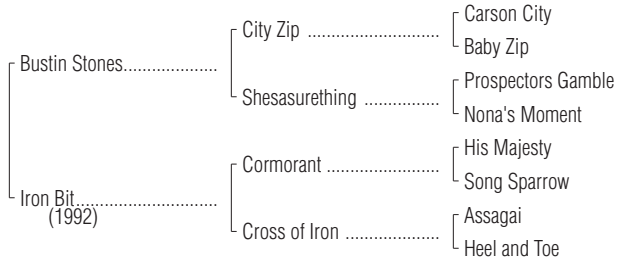 Carson City
City Zip ........................................
Baby Zip
Bustin Stones...................
Prospectors Gamble
Shesasurething ................
Nona's Moment
His Majesty
Cormorant .......................
Song Sparrow
Iron Bit.............................
(1992)
Assagai
Cross of Iron ...................
Heel and Toe